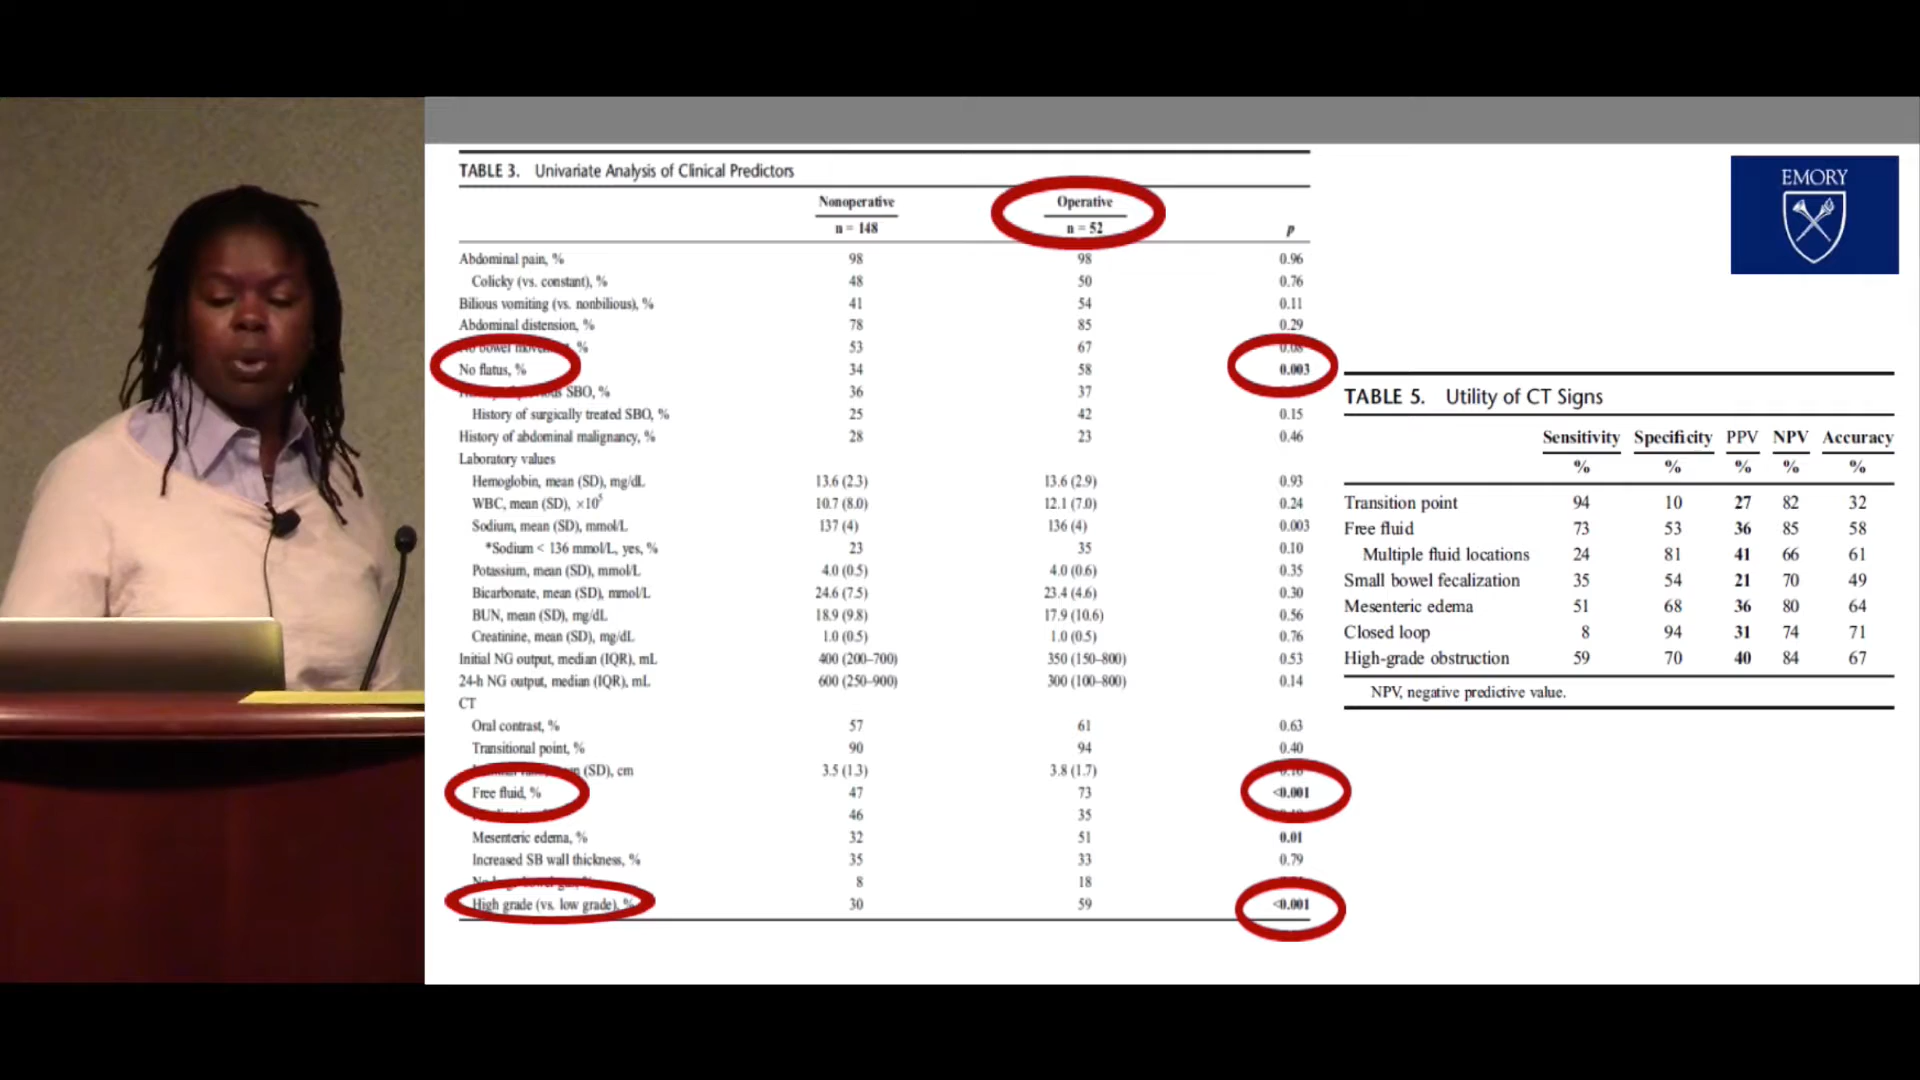 EMORY
TABLE 3. Univariate Analysis of Clinical Predictors
Nonoperative Operative
n = 148 n = 52 p
Abdominal pain, % 98 98 0.96
Colicky (vs. constant), % 48 50 0.76
Bilious vomiting (vs. nonbilious), % 41 54 0.11
Abdominal distension, % 78 85 0.29
No bowel % 53 67 0.08
No flatus, % 34 58 0.003
SBO, % 36 37
History of surgically treated SBO, % 25 42 0.15
History of abdominal malignancy, % 28 23 0.46
Laboratory values
Hemoglobin, mean (SD), mg/dL 13.6 (2.3) 13.6 (2.9) 0.93
WBC, mean (SD), ×10⁵ 10.7 (8.0) 12.1 (7.0) 0.24
Sodium, mean (SD), mmol/L 137 (4) 136 (4) 0.003
*Sodium < 136 mmol/L, yes, % 23 35 0.10
Potassium, mean (SD), mmol/L 4.0 (0.5) 4.0 (0.6) 0.35
Bicarbonate, mean (SD), mmol/L 24.6 (7.5) 23.4 (4.6) 0.30
BUN, mean (SD), mg/dL 18.9 (9.8) 17.9 (10.6) 0.56
Creatinine, mean (SD), mg/dL 1.0 (0.5) 1.0 (0.5) 0.76
Initial NG output, median (IQR), mL 400 (200–700) 350 (150–800) 0.53
24-h NG output, median (IQR), mL 600 (250–900) 300 (100–800) 0.14
CT
Oral contrast, % 57 61 0.63
Transitional point, % 90 94 0.40
(SD), cm 3.5 (1.3) 3.8 (1.7)
Free fluid, % 47 73 <0.001
46 35
Mesenteric edema, % 32 51 0.01
Increased SB wall thickness, % 35 33 0.79
8 18
High grade (vs. low grade), % 30 59 <0.001
TABLE 5. Utility of CT Signs
Sensitivity Specificity PPV NPV Accuracy
% % % % %
Transition point 94 10 27 82 32
Free fluid 73 53 36 85 58
Multiple fluid locations 24 81 41 66 61
Small bowel fecalization 35 54 21 70 49
Mesenteric edema 51 68 36 80 64
Closed loop 8 94 31 74 71
High-grade obstruction 59 70 40 84 67
NPV, negative predictive value.